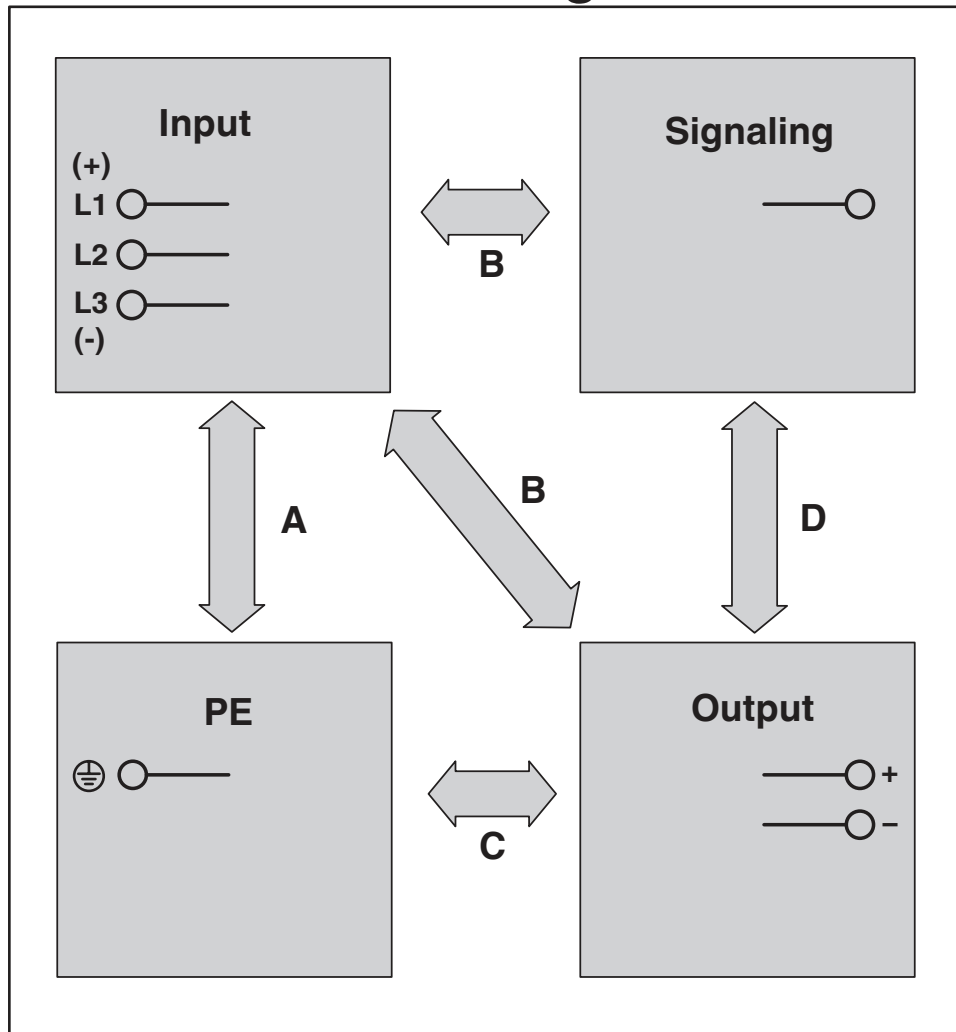 Input
(+)
L1
L2
L3
(-)
Signaling
B
A
B
D
PE
Output
+
–
C